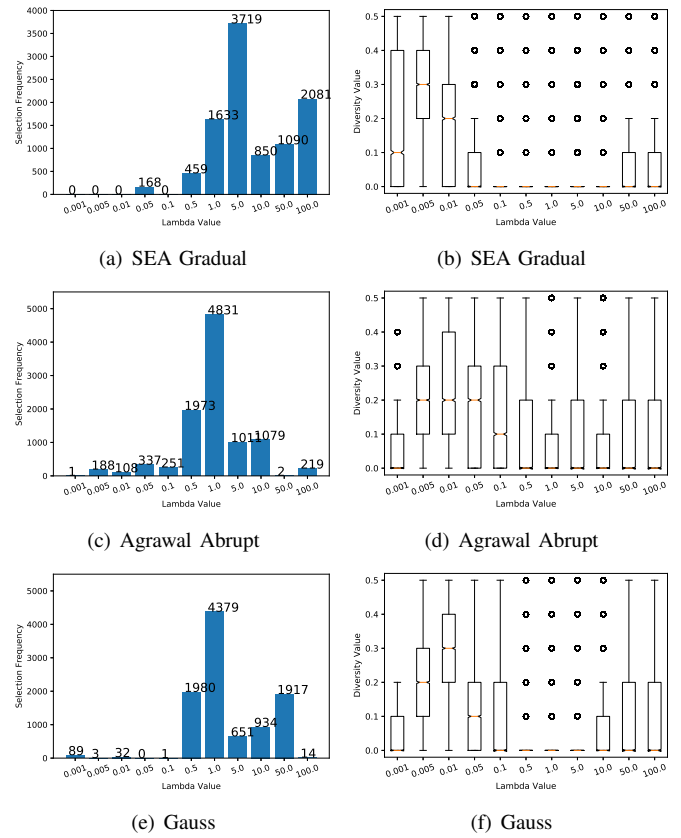 4000
3500
3000
2500
2000
1500
1000
500
0
Selection Frequency
0 0 0 168 0 459 1633 3719 850 1090 2081
0.001 0.005 0.01 0.05 0.1 0.5 1.0 5.0 10.0 50.0 100.0
Lambda Value
(a) SEA Gradual
0.5
0.4
0.3
0.2
0.1
0.0
Diversity Value
0.001 0.005 0.01 0.05 0.1 0.5 1.0 5.0 10.0 50.0 100.0
Lambda Value
(b) SEA Gradual
5000
4000
3000
2000
1000
0
Selection Frequency
1 188 108 337 251 1973 4831 1011 1079 2 219
0.001 0.005 0.01 0.05 0.1 0.5 1.0 5.0 10.0 50.0 100.0
Lambda Value
(c) Agrawal Abrupt
0.5
0.4
0.3
0.2
0.1
0.0
Diversity Value
0.001 0.005 0.01 0.05 0.1 0.5 1.0 5.0 10.0 50.0 100.0
Lambda Value
(d) Agrawal Abrupt
5000
4000
3000
2000
1000
0
Selection Frequency
89 3 32 0 1 1980 4379 651 934 1917 14
0.001 0.005 0.01 0.05 0.1 0.5 1.0 5.0 10.0 50.0 100.0
Lambda Value
(e) Gauss
0.5
0.4
0.3
0.2
0.1
0.0
Diversity Value
0.001 0.005 0.01 0.05 0.1 0.5 1.0 5.0 10.0 50.0 100.0
Lambda Value
(f) Gauss